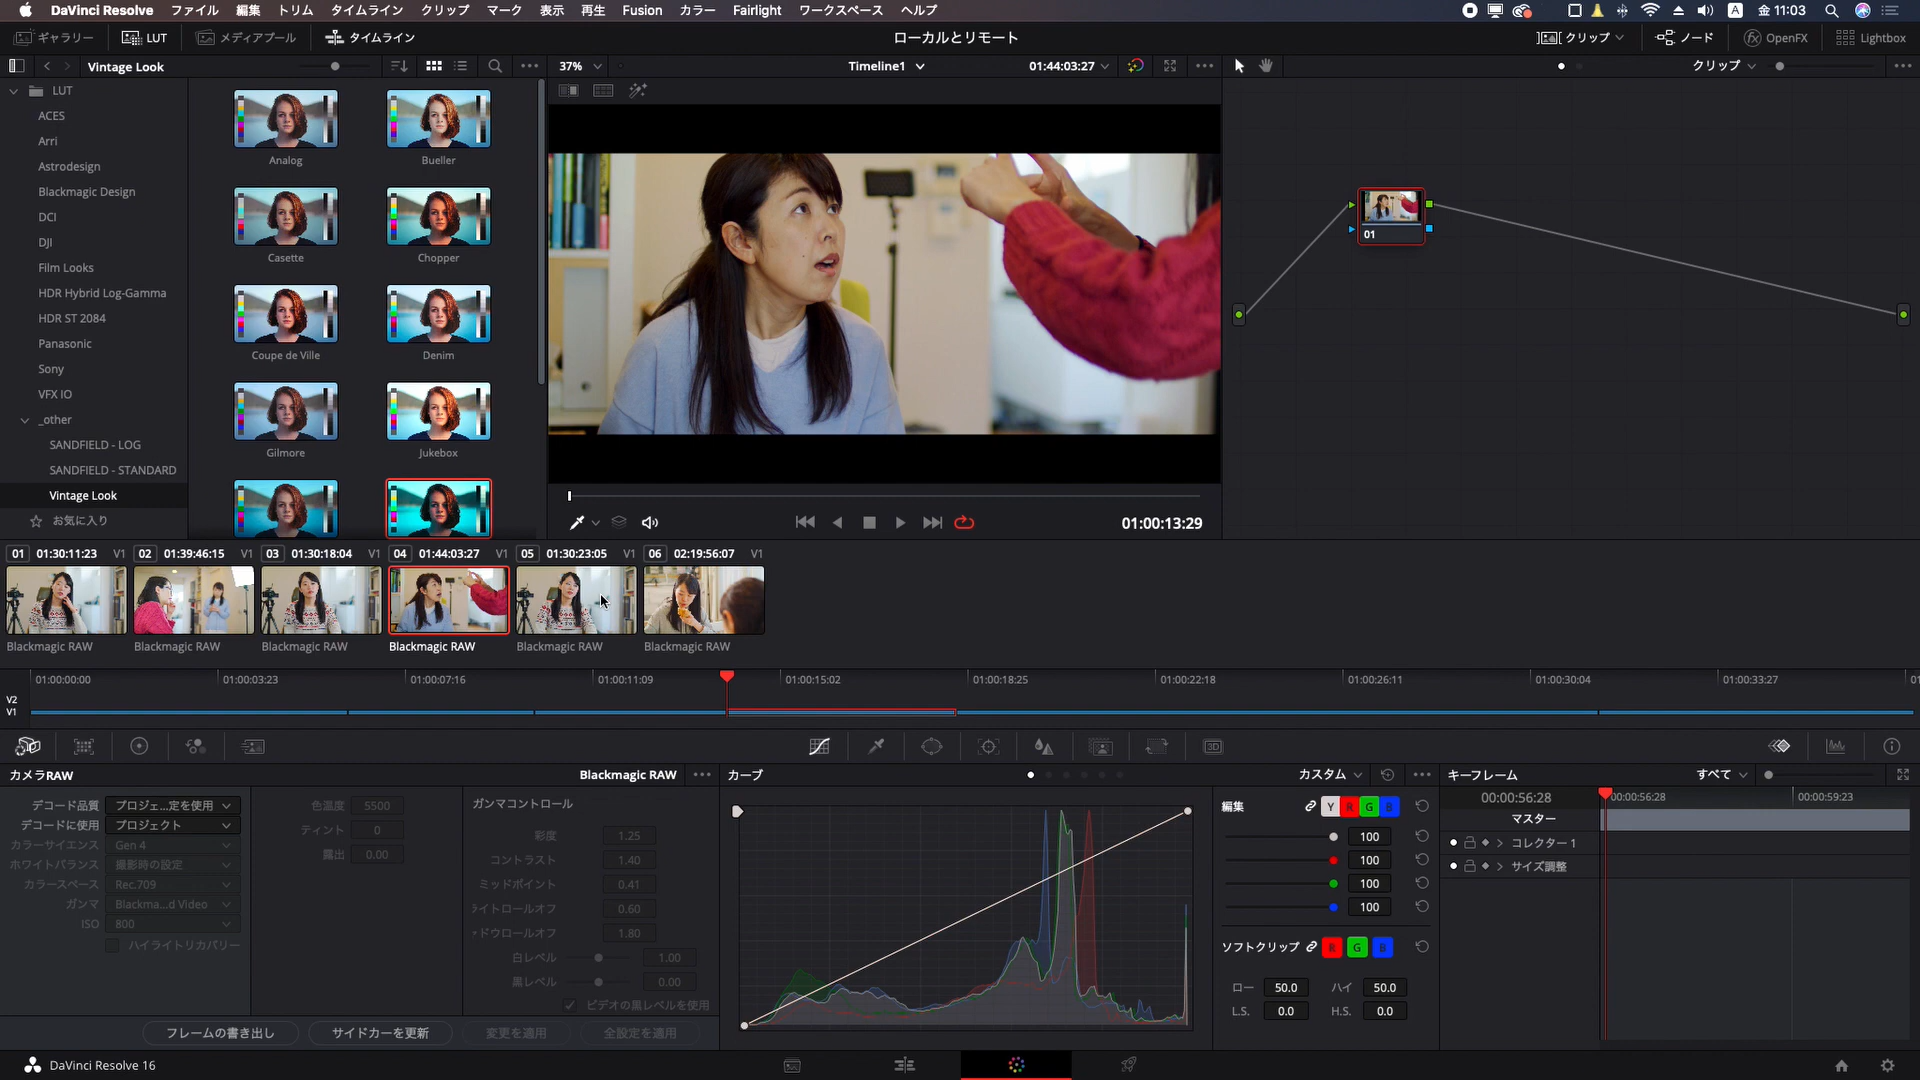 DaVinci Resolve ファイル 編集 トリム タイムライン クリップ マーク 表示 再生 Fusion カラー Fairlight ワークスペース ヘルプ A 金 11:03
ギャラリー LUT メディアプール タイムライン ローカルとリモート クリップ ノード OpenFX Lightbox
Vintage Look 37% Timeline1 01:44:03:27 クリップ
LUT
ACES
Arri
Astrodesign
Blackmagic Design
DCI
DJI
Film Looks
HDR Hybrid Log-Gamma
HDR ST 2084
Panasonic
Sony
VFX IO
_other
SANDFIELD - LOG
SANDFIELD - STANDARD
Vintage Look
お気に入り
Analog Bueller
Casette Chopper
Coupe de Ville Denim
Gilmore Jukebox
01
01:00:13:29
01 01:30:11:23 V1 02 01:39:46:15 V1 03 01:30:18:04 V1 04 01:44:03:27 V1 05 01:30:23:05 V1 06 02:19:56:07 V1
Blackmagic RAW Blackmagic RAW Blackmagic RAW Blackmagic RAW Blackmagic RAW Blackmagic RAW
01:00:00:00 01:00:03:23 01:00:07:16 01:00:11:09 01:00:15:02 01:00:18:25 01:00:22:18 01:00:26:11 01:00:30:04 01:00:33:27 01
V2
V1
3D
カメラRAW Blackmagic RAW
デコード品質 プロジェ...定を使用
デコードに使用 プロジェクト
カラーサイエンス Gen 4
ホワイトバランス 撮影時の設定
カラースペース Rec.709
ガンマ Blackma...d Video
ISO 800
ハイライトリカバリー
色温度 5500
ティント 0
露出 0.00
ガンマコントロール
彩度 1.25
コントラスト 1.40
ミッドポイント 0.41
ライトロールオフ 0.60
ドウロールオフ 1.80
白レベル 1.00
黒レベル 0.00
ビデオの黒レベルを使用
フレームの書き出し サイドカーを更新 変更を適用 全設定を適用
カーブ カスタム
編集 Y R G B
100
100
100
100
ソフトクリップ R G B
ロー 50.0 ハイ 50.0
L.S. 0.0 H.S. 0.0
キーフレーム すべて
00:00:56:28 00:00:56:28 00:00:59:23
マスター
コレクター 1
サイズ調整
DaVinci Resolve 16